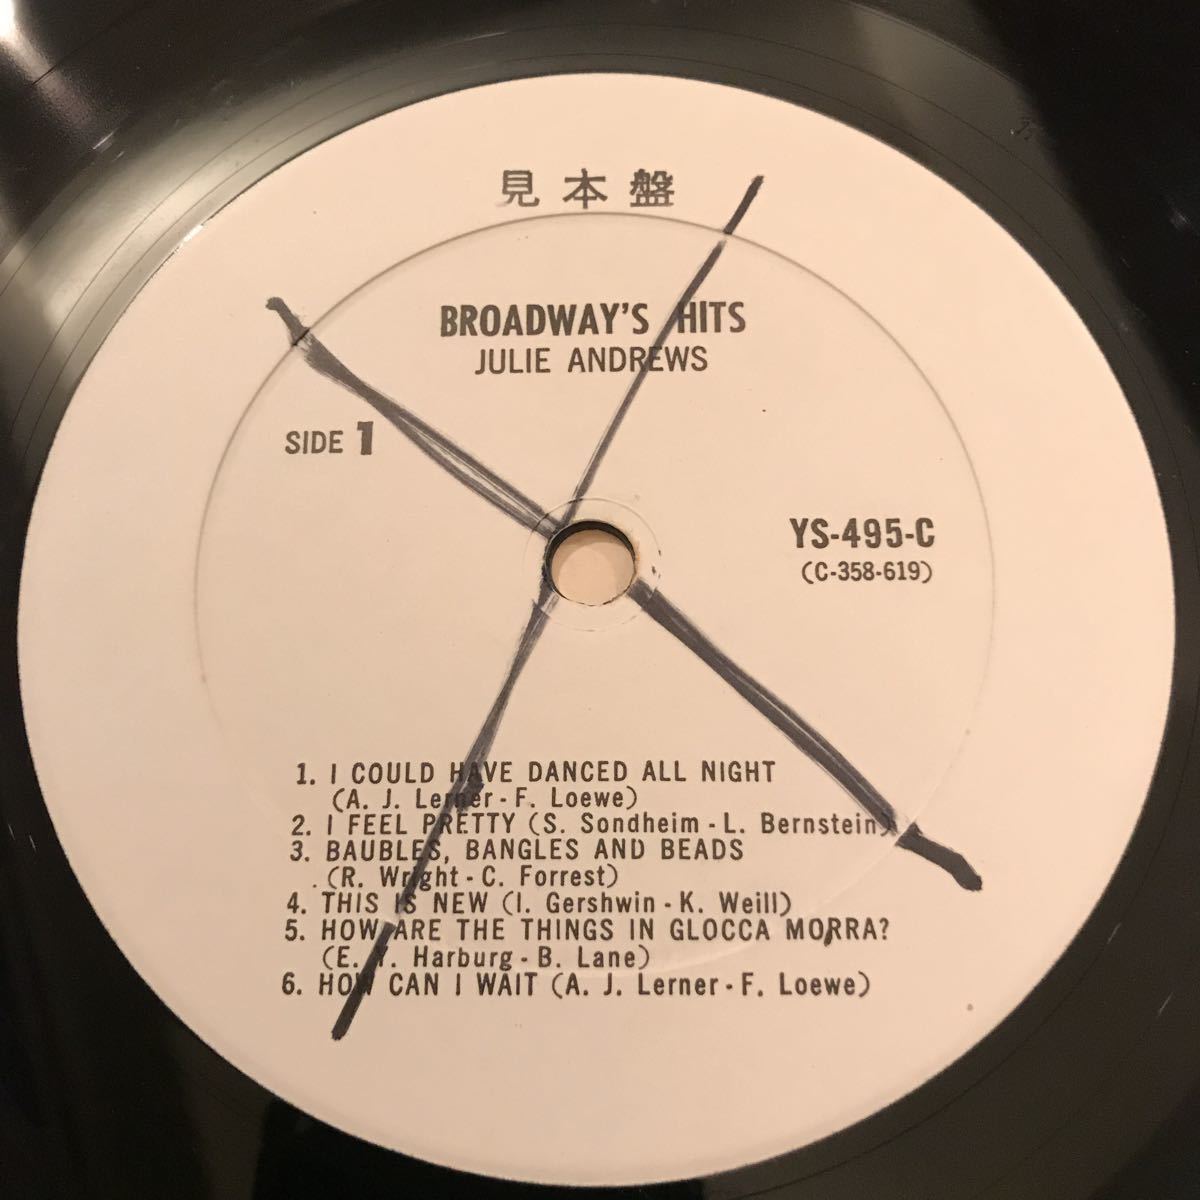 見本盤
BROADWAY'S HITS
JULIE ANDREWS
SIDE 1
YS-495-C
(C-358-619)
1. I COULD HAVE DANCED ALL NIGHT
(A. J. Lerner - F. Loewe)
2. I FEEL PRETTY (S. Sondheim - L. Bernstein)
3. BAUBLES, BANGLES AND BEADS
(R. Wright - C. Forrest)
4. THIS IS NEW (I. Gershwin - K. Weill)
5. HOW ARE THE THINGS IN GLOCCA MORRA?
(E. Y. Harburg - B. Lane)
6. HOW CAN I WAIT (A. J. Lerner - F. Loewe)